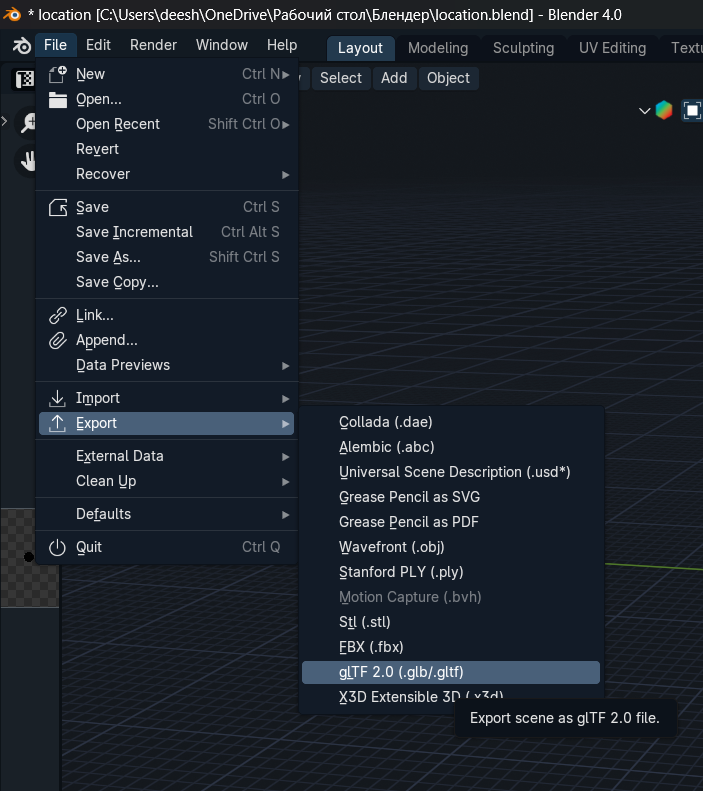 * location [C:\Users\deesh\OneDrive\Рабочий стол\Блендер\location.blend] - Blender 4.0
File Edit Render Window Help Layout Modeling Sculpting UV Editing Textu
Select Add Object
New Ctrl N
Open... Ctrl O
Open Recent Shift Ctrl O
Revert
Recover
Save Ctrl S
Save Incremental Ctrl Alt S
Save As... Shift Ctrl S
Save Copy...
Link...
Append...
Data Previews
Import
Export
External Data
Clean Up
Defaults
Quit Ctrl Q
Collada (.dae)
Alembic (.abc)
Universal Scene Description (.usd*)
Grease Pencil as SVG
Grease Pencil as PDF
Wavefront (.obj)
Stanford PLY (.ply)
Motion Capture (.bvh)
Stl (.stl)
FBX (.fbx)
glTF 2.0 (.glb/.gltf)
X3D Extensible 3D (.x3d)
Export scene as glTF 2.0 file.